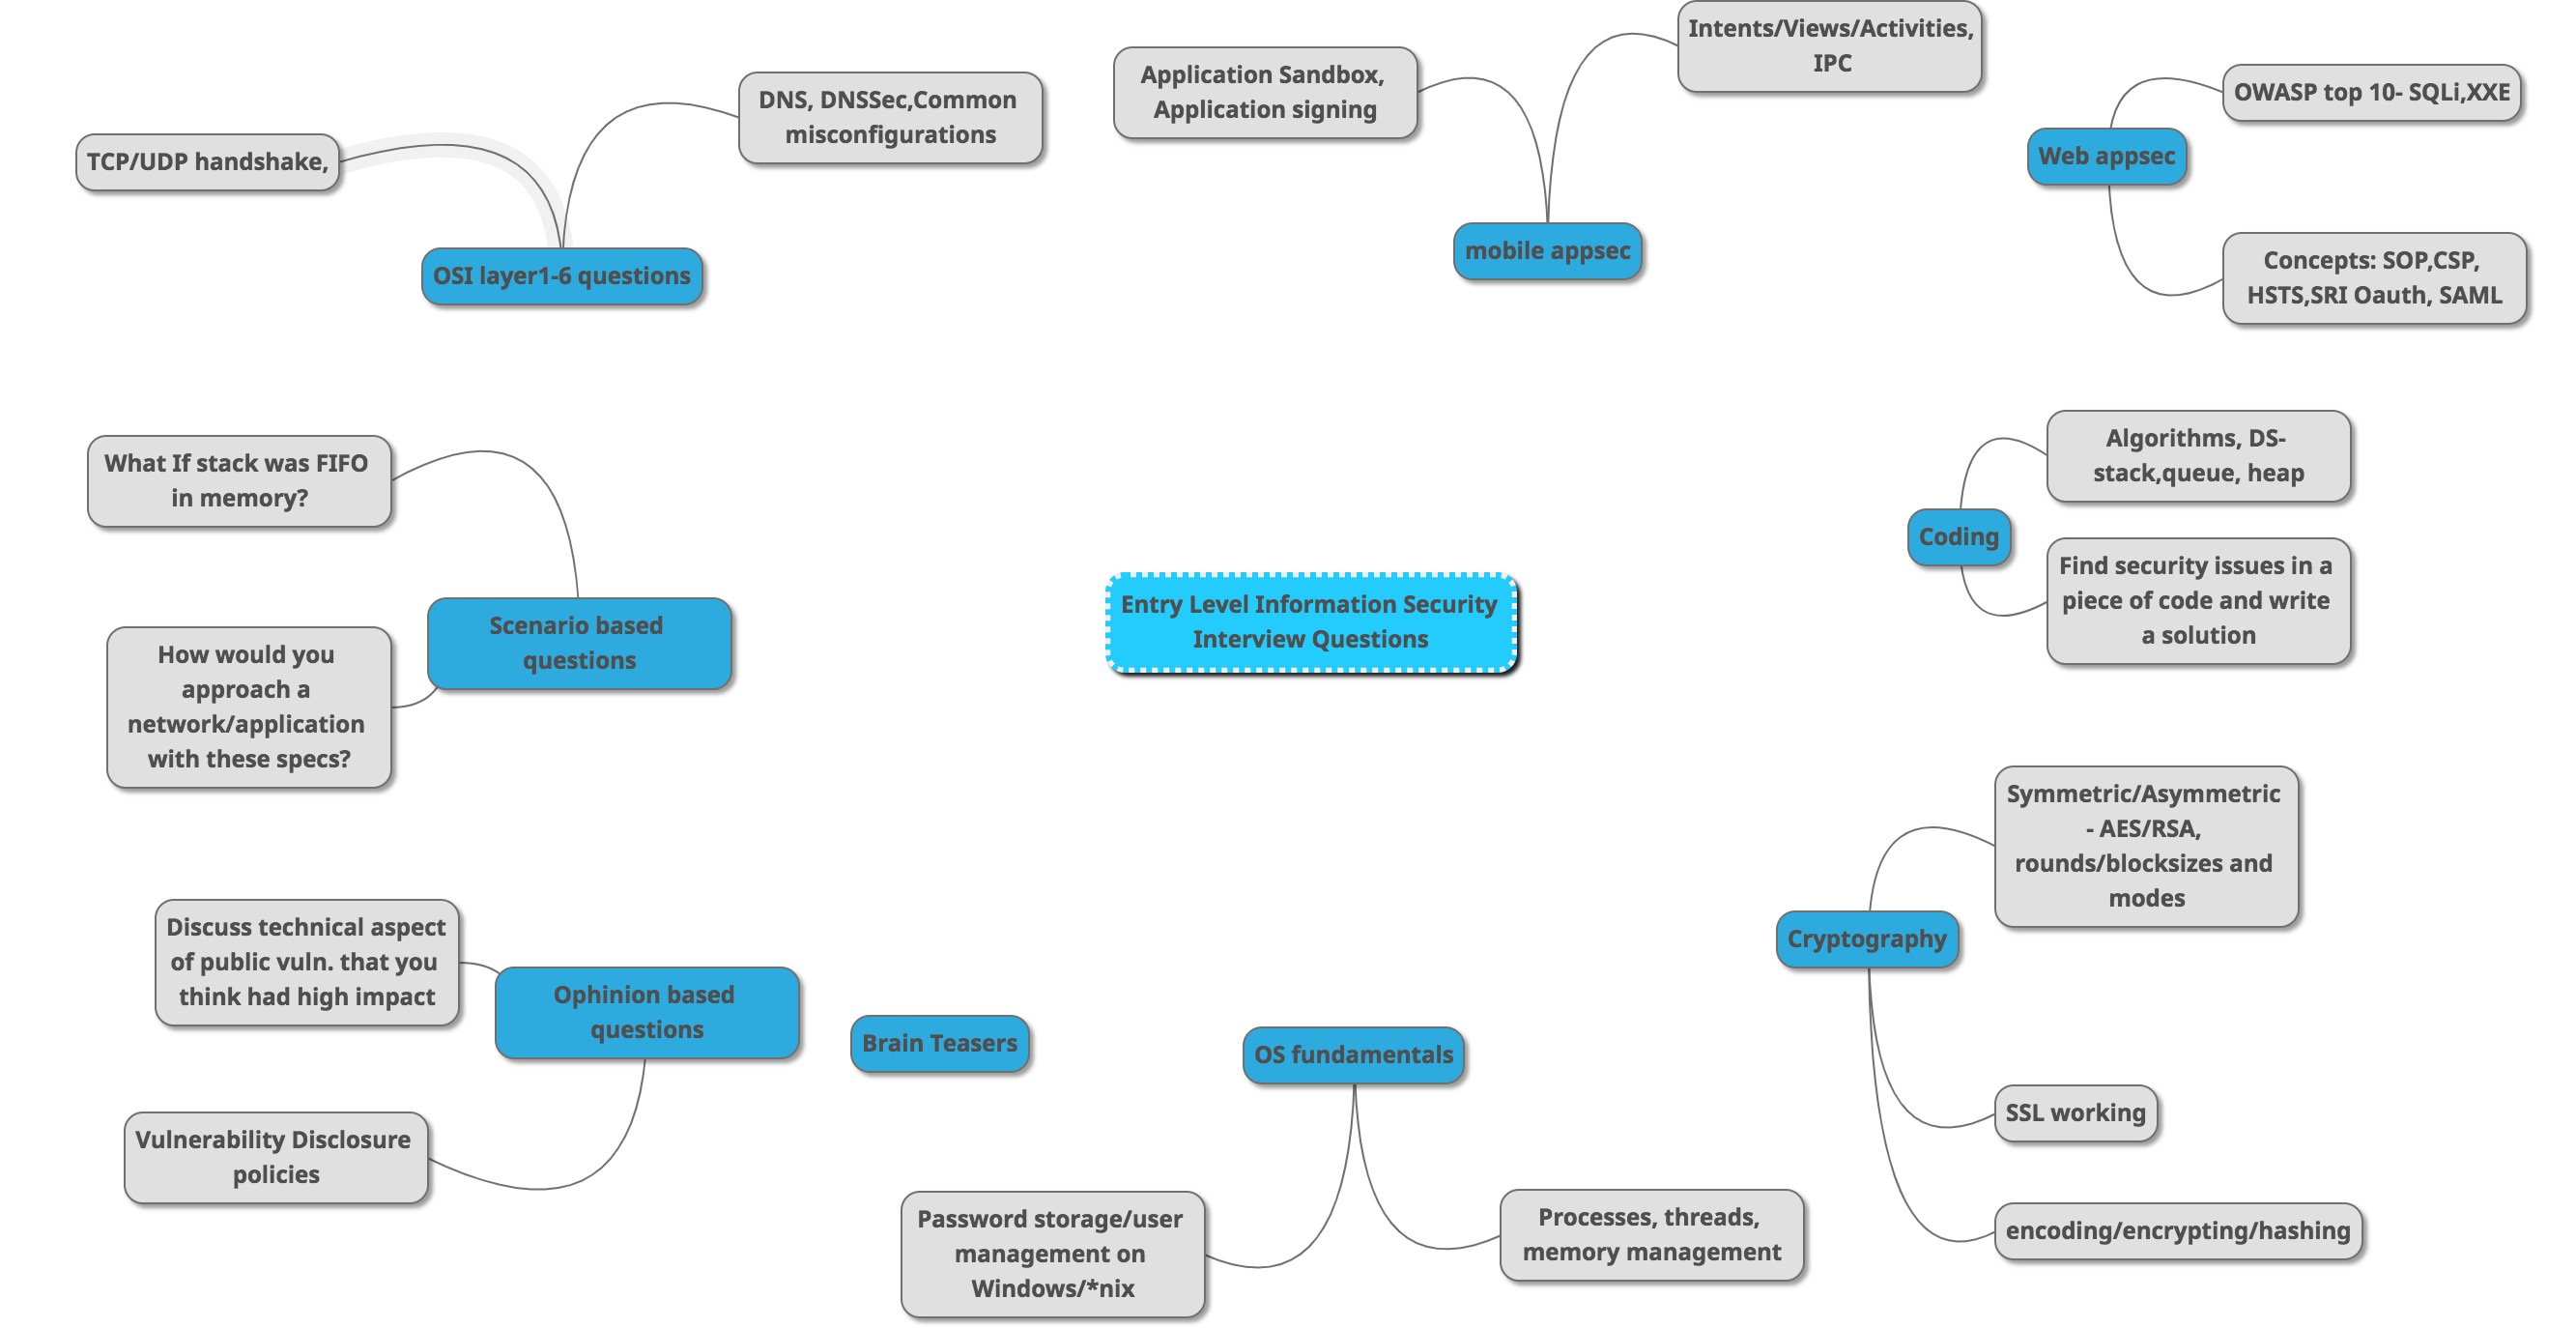 Intents/Views/Activities,
IPC
Application Sandbox,
Application signing
OWASP top 10- SQLi,XXE
DNS, DNSSec,Common
misconfigurations
TCP/UDP handshake,
Web appsec
mobile appsec
OSI layer1-6 questions
Concepts: SOP,CSP,
HSTS,SRI Oauth, SAML
What If stack was FIFO
in memory?
Algorithms, DS-
stack,queue, heap
Coding
Find security issues in a
piece of code and write
a solution
Entry Level Information Security
Interview Questions
Scenario based
questions
How would you
approach a
network/application
with these specs?
Symmetric/Asymmetric
- AES/RSA,
rounds/blocksizes and
modes
Cryptography
Discuss technical aspect
of public vuln. that you
think had high impact
Ophinion based
questions
Brain Teasers
OS fundamentals
SSL working
Vulnerability Disclosure
policies
Password storage/user
management on
Windows/*nix
Processes, threads,
memory management
encoding/encrypting/hashing